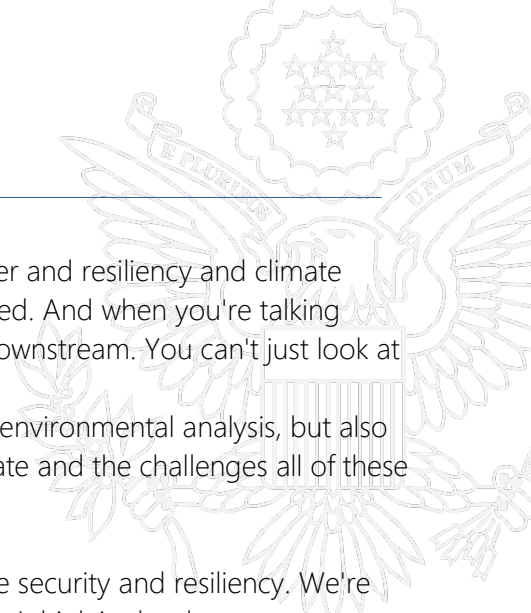 E PLURIBUS
UNUM
er and resiliency and climate
ed. And when you're talking
ownstream. You can't just look at
environmental analysis, but also
ate and the challenges all of these
e security and resiliency. We're